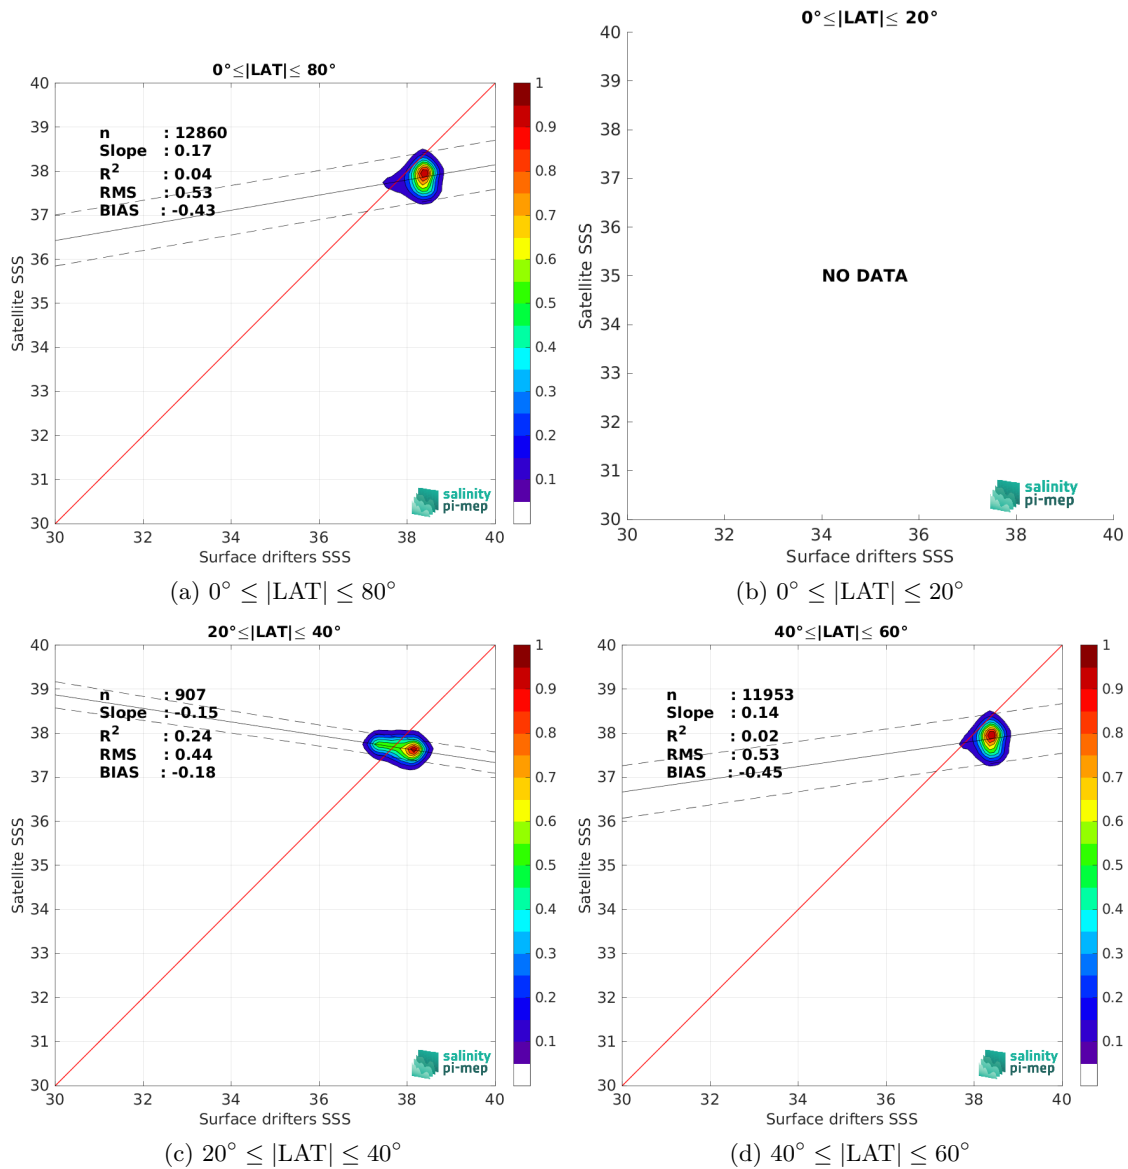 0°≤|LAT|≤ 80°
40
39
38
37
36
35
34
33
32
31
30
Satellite SSS
n : 12860
Slope : 0.17
R² : 0.04
RMS : 0.53
BIAS : -0.43
salinity
pi-mep
30 32 34 36 38 40
Surface drifters SSS
1
0.9
0.8
0.7
0.6
0.5
0.4
0.3
0.2
0.1
(a) 0° ≤ |LAT| ≤ 80°
0°≤|LAT|≤ 20°
40
39
38
37
36
35
34
33
32
31
30
Satellite SSS
NO DATA
salinity
pi-mep
30 32 34 36 38 40
Surface drifters SSS
(b) 0° ≤ |LAT| ≤ 20°
20°≤|LAT|≤ 40°
40
39
38
37
36
35
34
33
32
31
30
Satellite SSS
n : 907
Slope : -0.15
R² : 0.24
RMS : 0.44
BIAS : -0.18
salinity
pi-mep
30 32 34 36 38 40
Surface drifters SSS
1
0.9
0.8
0.7
0.6
0.5
0.4
0.3
0.2
0.1
(c) 20° ≤ |LAT| ≤ 40°
40°≤|LAT|≤ 60°
40
39
38
37
36
35
34
33
32
31
30
Satellite SSS
n : 11953
Slope : 0.14
R² : 0.02
RMS : 0.53
BIAS : -0.45
salinity
pi-mep
30 32 34 36 38 40
Surface drifters SSS
1
0.9
0.8
0.7
0.6
0.5
0.4
0.3
0.2
0.1
(d) 40° ≤ |LAT| ≤ 60°